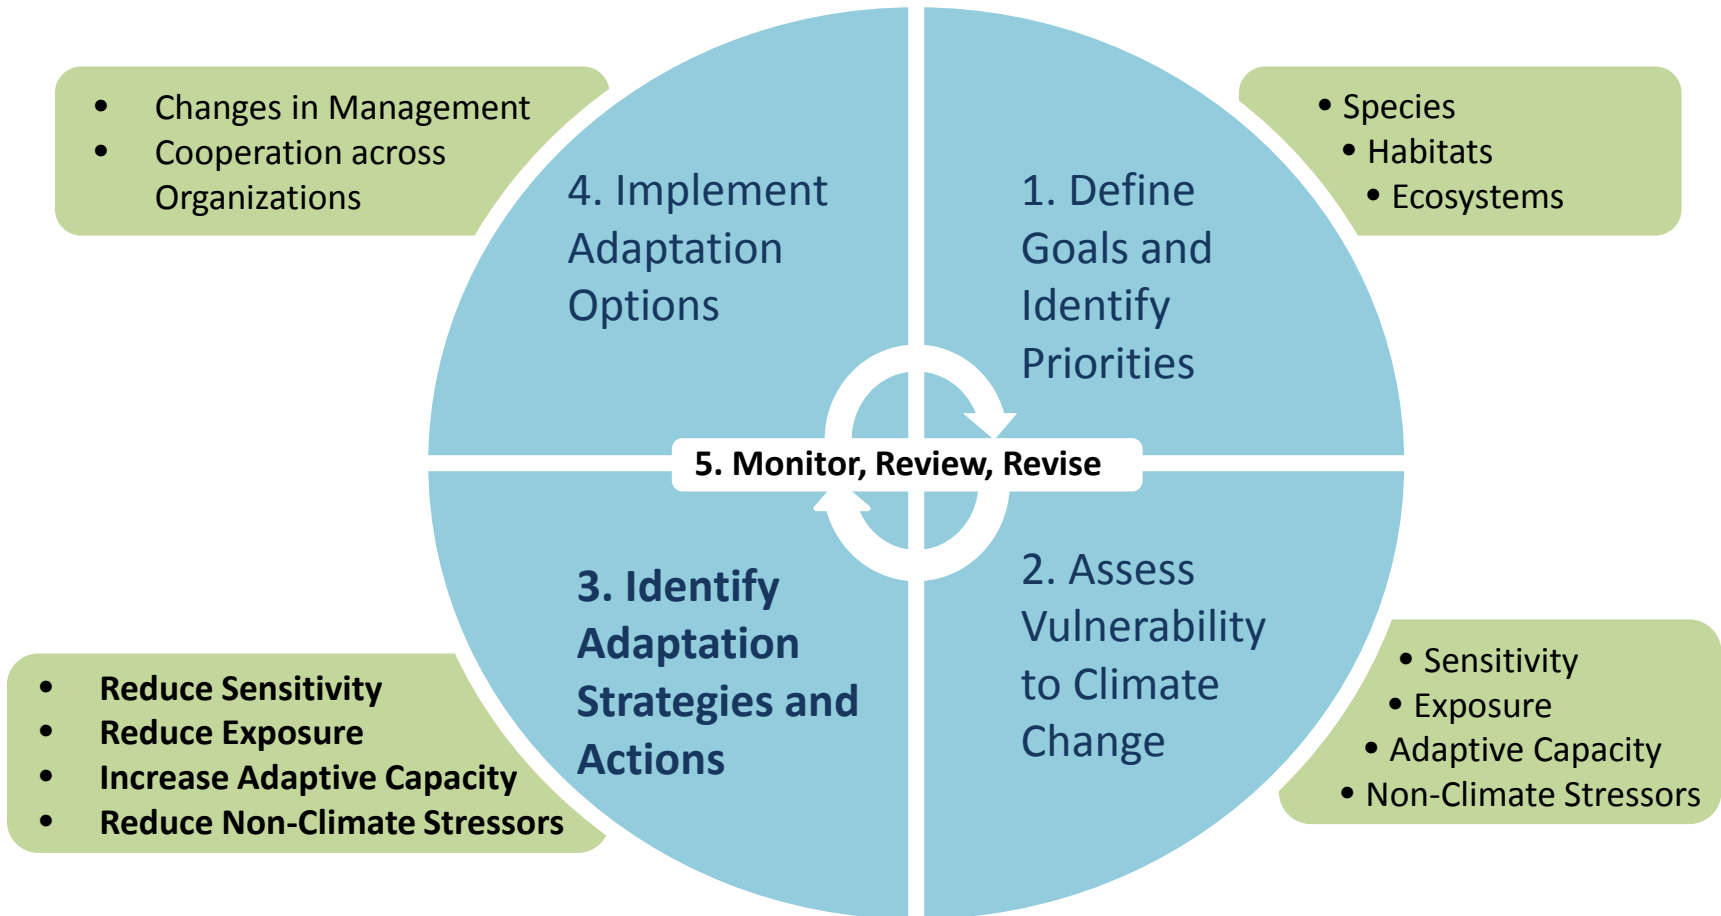 • Changes in Management
• Cooperation across
Organizations
4. Implement
Adaptation
Options
1. Define
Goals and
Identify
Priorities
• Species
• Habitats
• Ecosystems
5. Monitor, Review, Revise
3. Identify
Adaptation
Strategies and
Actions
• Reduce Sensitivity
• Reduce Exposure
• Increase Adaptive Capacity
• Reduce Non-Climate Stressors
2. Assess
Vulnerability
to Climate
Change
• Sensitivity
• Exposure
• Adaptive Capacity
• Non-Climate Stressors